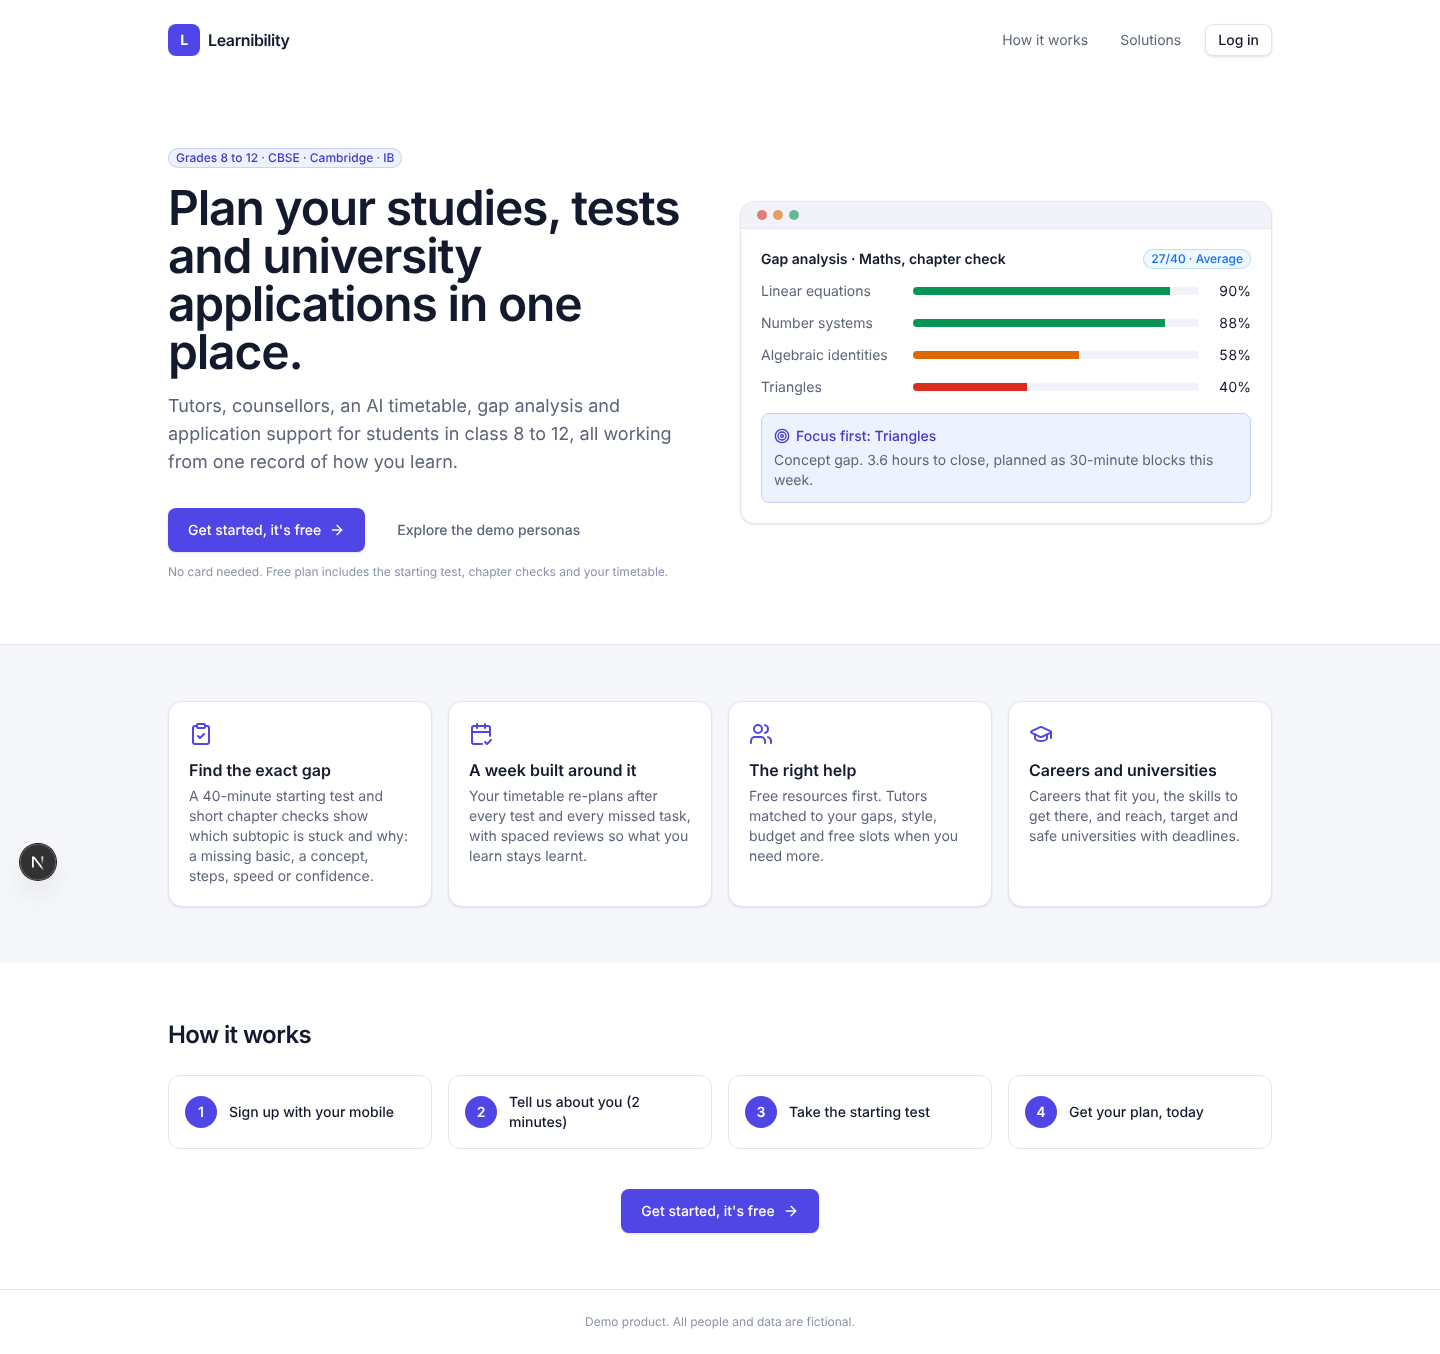 L Learnibility
How it works Solutions Log in
Grades 8 to 12 · CBSE · Cambridge · IB
Plan your studies, tests
and university
applications in one
place.
Tutors, counsellors, an AI timetable, gap analysis and
application support for students in class 8 to 12, all working
from one record of how you learn.
Get started, it's free → Explore the demo personas
No card needed. Free plan includes the starting test, chapter checks and your timetable.
Gap analysis · Maths, chapter check 27/40 · Average
Linear equations 90%
Number systems 88%
Algebraic identities 58%
Triangles 40%
Focus first: Triangles
Concept gap. 3.6 hours to close, planned as 30-minute blocks this
week.
Find the exact gap
A 40-minute starting test and
short chapter checks show
which subtopic is stuck and why:
a missing basic, a concept,
steps, speed or confidence.
A week built around it
Your timetable re-plans after
every test and every missed task,
with spaced reviews so what you
learn stays learnt.
The right help
Free resources first. Tutors
matched to your gaps, style,
budget and free slots when you
need more.
Careers and universities
Careers that fit you, the skills to
get there, and reach, target and
safe universities with deadlines.
N
How it works
1 Sign up with your mobile
2 Tell us about you (2
minutes)
3 Take the starting test
4 Get your plan, today
Get started, it's free →
Demo product. All people and data are fictional.